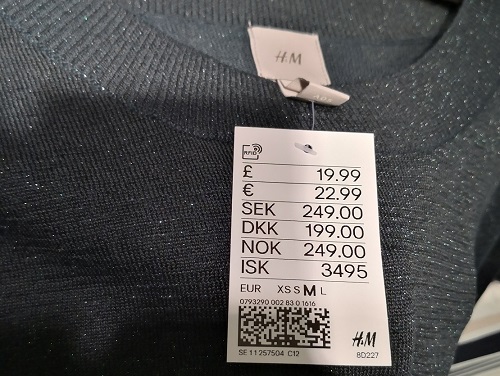 H&M
RFID
£ 19.99
€ 22.99
SEK 249.00
DKK 199.00
NOK 249.00
ISK 3495
EUR XS S M L
0793290 002 83 0 1616
H&M
SE 11 257504 C12 8D227